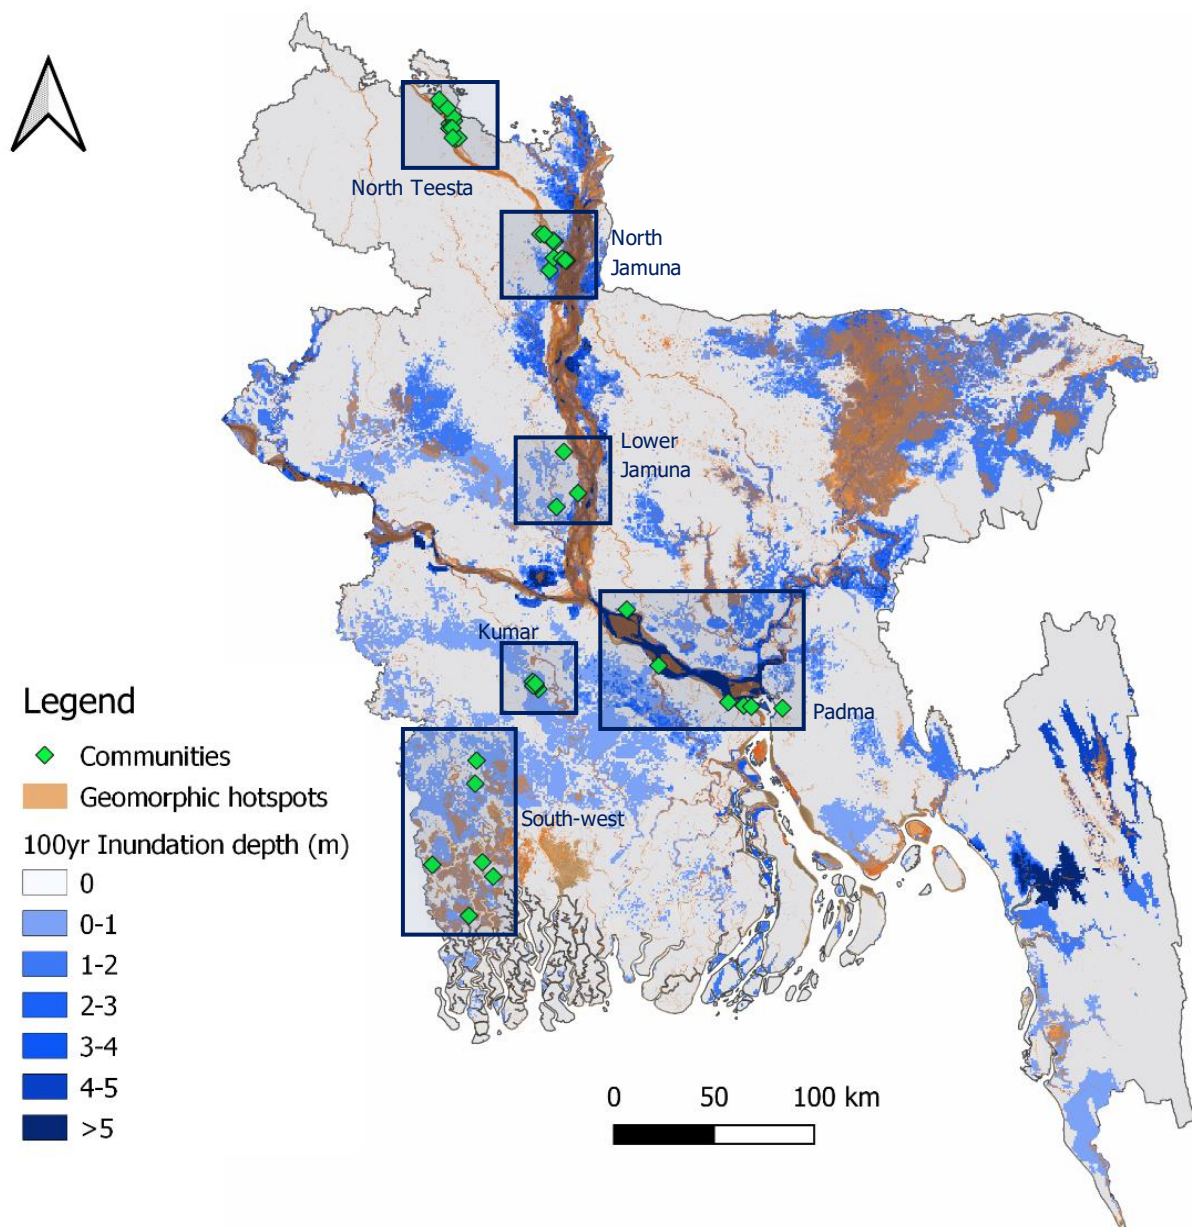 North Teesta
North
Jamuna
Lower
Jamuna
Kumar
Padma
South-west
Legend
Communities
Geomorphic hotspots
100yr Inundation depth (m)
0
0-1
1-2
2-3
3-4
4-5
>5
0 50 100 km